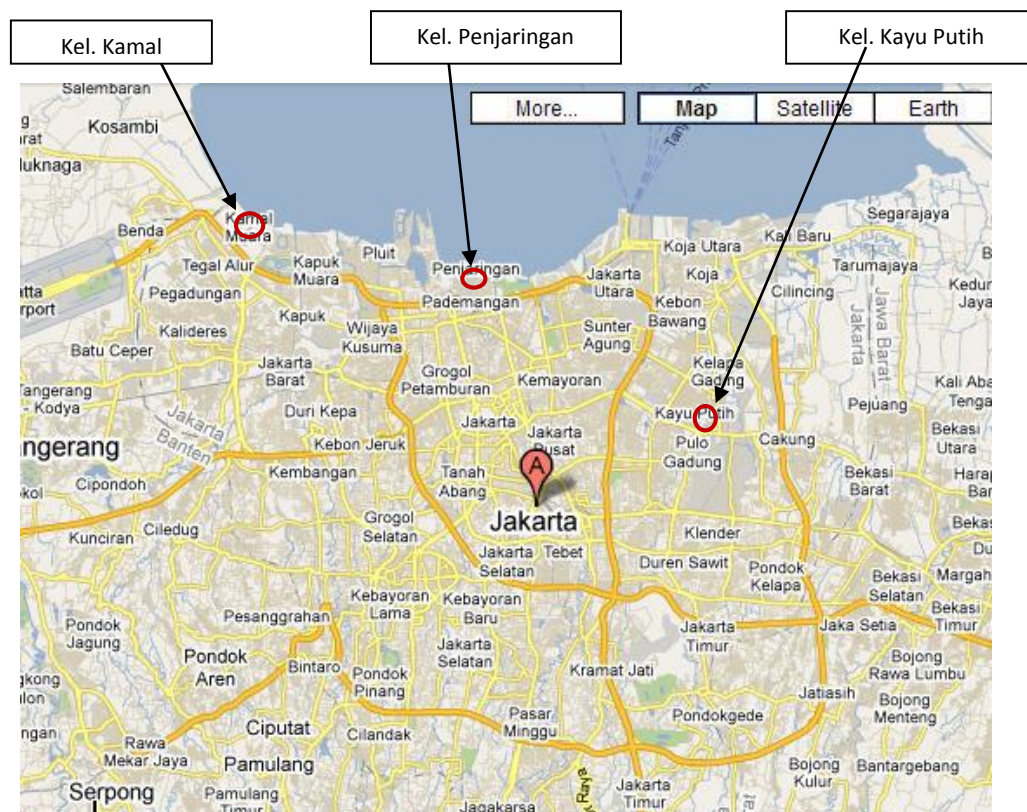 Kel. Kamal
Kel. Penjaringan
Kel. Kayu Putih
Salembaran
More...
Map
Satellite
Earth
Kosambi
Benda
Kamal
Muara
Tegal Alur
Kapuk
Muara
Pluit
Penjaringan
Pademangan
Jakarta
Utara
Koja Utara
Koja
Kali Baru
Segarajaya
Tarumajaya
Cilincing
Jawa Barat
Jakarta
Pegadungan
Kapuk
Kalideres
Wijaya
Kusuma
Sunter
Agung
Kebon
Bawang
Batu Ceper
Jakarta
Barat
Grogol
Petamburan
Kemayoran
Kelapa
Gading
Tangerang
- Kodya
Jakarta
Banten
Duri Kepa
Jakarta
Jakarta
Pusat
Kayu Putih
Pejuang
Kebon Jeruk
Pulo
Gadung
Cakung
Bekasi
Utara
Cipondoh
Kembangan
Tanah
Abang
A
Bekasi
Barat
Kunciran
Ciledug
Grogol
Selatan
Jakarta
Klender
Jakarta
Selatan
Tebet
Duren Sawit
Pondok
Kelapa
Bekasi
Selatan
Pesanggrahan
Kebayoran
Lama
Kebayoran
Baru
Pondok
Jagung
Jakarta
Selatan
Jakarta
Timur
Jaka Setia
Bekasi
Timur
Pondok
Aren
Bintaro
Pondok
Pinang
Kramat Jati
Bojong
Rawa Lumbu
Jatiasih
Bojong
Menteng
Pasar
Minggu
Pondokgede
Rawa
Mekar Jaya
Ciputat
Cilandak
Pamulang
Bojong
Kulur
Bantargebang
Serpong
Pamulang
Timur
Jagakarsa
Raya
Jakarta
Timur